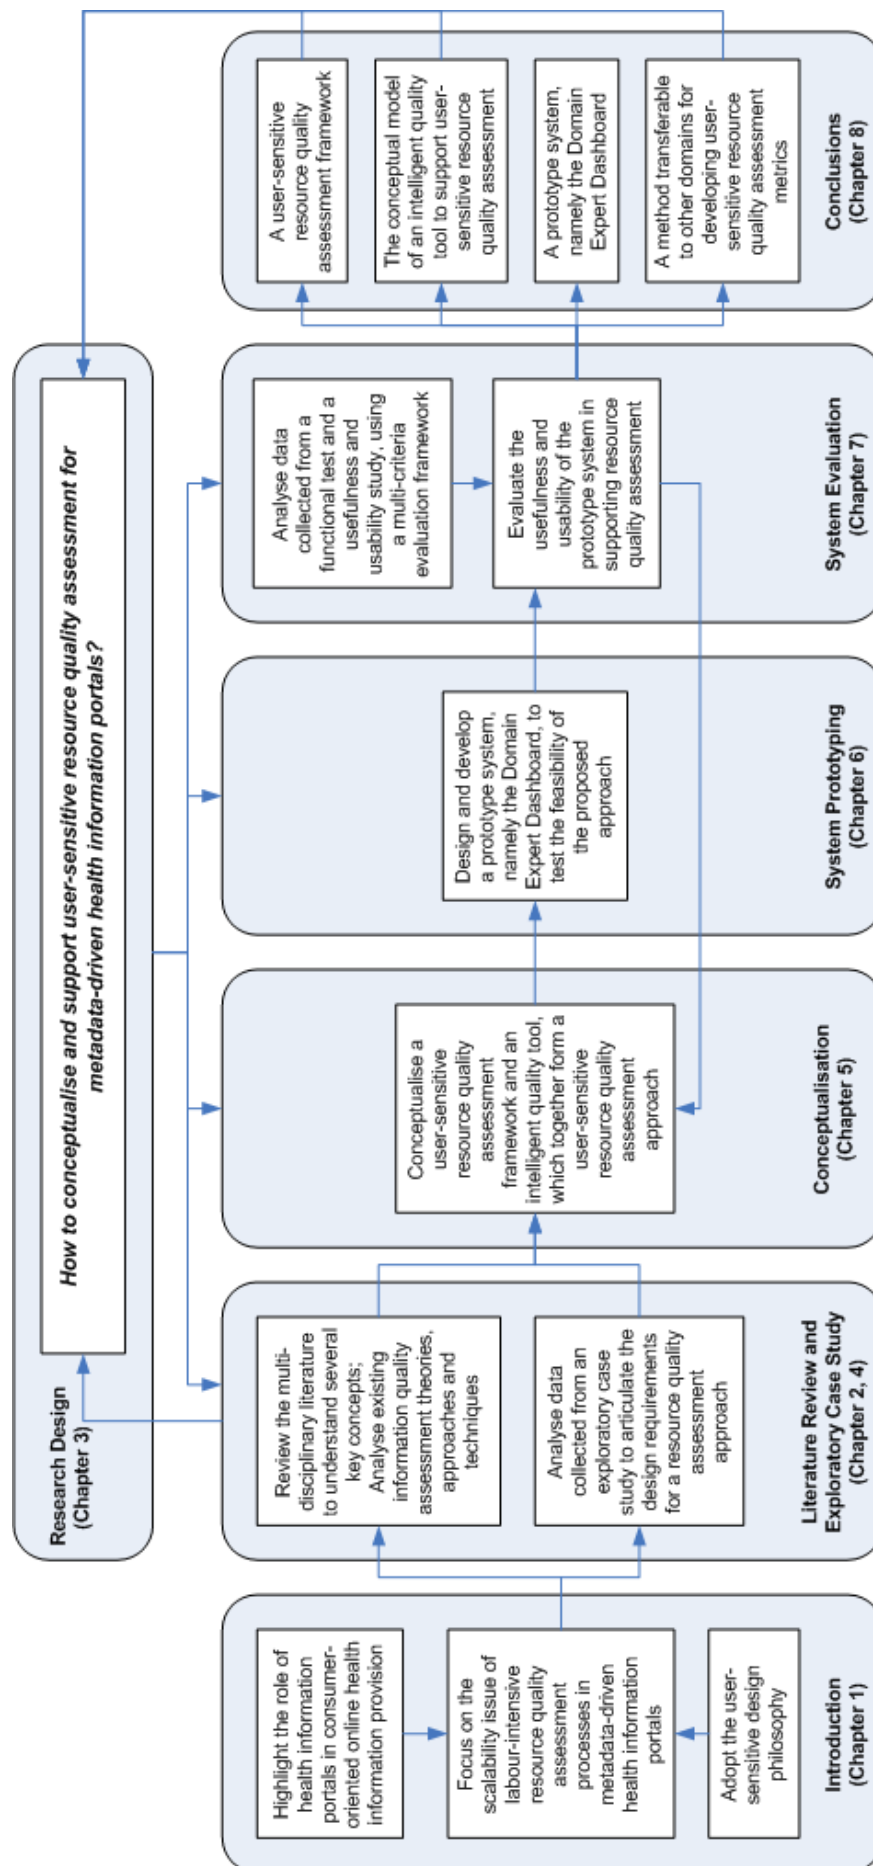 Research Design
(Chapter 3)
How to conceptualise and support user-sensitive resource quality assessment for
metadata-driven health information portals?
Highlight the role of
health information
portals in consumer-
oriented online health
information provision
Focus on the
scalability issue of
labour-intensive
resource quality
assessment
processes in
metadata-driven
health information
portals
Adopt the user-
sensitive design
philosophy
Introduction
(Chapter 1)
Review the multi-
disciplinary literature
to understand several
key concepts;
Analyse existing
information quality
assessment theories,
approaches and
techniques
Analyse data
collected from an
exploratory case
study to articulate the
design requirements
for a resource quality
assessment
approach
Literature Review and
Exploratory Case Study
(Chapter 2, 4)
Conceptualise a
user-sensitive
resource quality
assessment
framework and an
intelligent quality tool,
which together form a
user-sensitive
resource quality
assessment
approach
Conceptualisation
(Chapter 5)
Design and develop
a prototype system,
namely the Domain
Expert Dashboard, to
test the feasibility of
the proposed
approach
System Prototyping
(Chapter 6)
Analyse data
collected from a
functional test and a
usefulness and
usability study, using
a multi-criteria
evaluation framework
Evaluate the
usefulness and
usability of the
prototype system in
supporting resource
quality assessment
System Evaluation
(Chapter 7)
A user-sensitive
resource quality
assessment framework
The conceptual model
of an intelligent quality
tool to support user-
sensitive resource
quality assessment
A prototype system,
namely the Domain
Expert Dashboard
A method transferable
to other domains for
developing user-
sensitive resource
quality assessment
metrics
Conclusions
(Chapter 8)